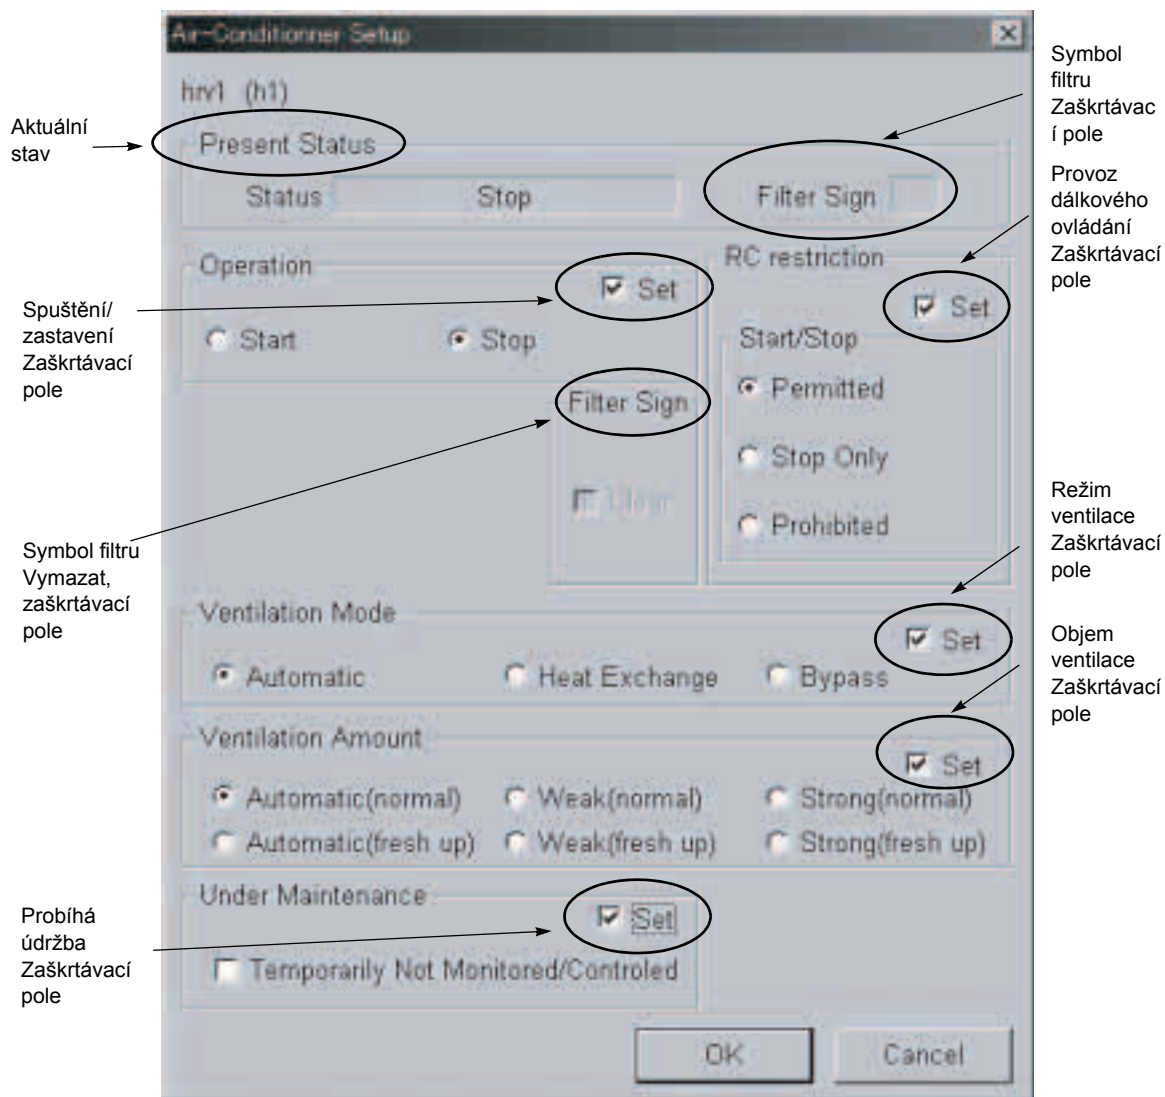 Air-Conditionner Setup
hrv1 (h1)
Present Status
Status Stop Filter Sign
Operation
Set
Start Stop
RC restriction
Set
Start/Stop
Permitted
Stop Only
Prohibited
Filter Sign
Clear
Ventilation Mode
Set
Automatic Heat Exchange Bypass
Ventilation Amount
Set
Automatic(normal) Weak(normal) Strong(normal)
Automatic(fresh up) Weak(fresh up) Strong(fresh up)
Under Maintenance
Set
Temporarily Not Monitored/Controled
OK Cancel
Aktuální
stav
Spuštění/
zastavení
Zaškrtávací
pole
Symbol filtru
Vymazat,
zaškrtávací
pole
Probíhá
údržba
Zaškrtávací
pole
Symbol
filtru
Zaškrtávac
í pole
Provoz
dálkového
ovládání
Zaškrtávací
pole
Režim
ventilace
Zaškrtávací
pole
Objem
ventilace
Zaškrtávací
pole